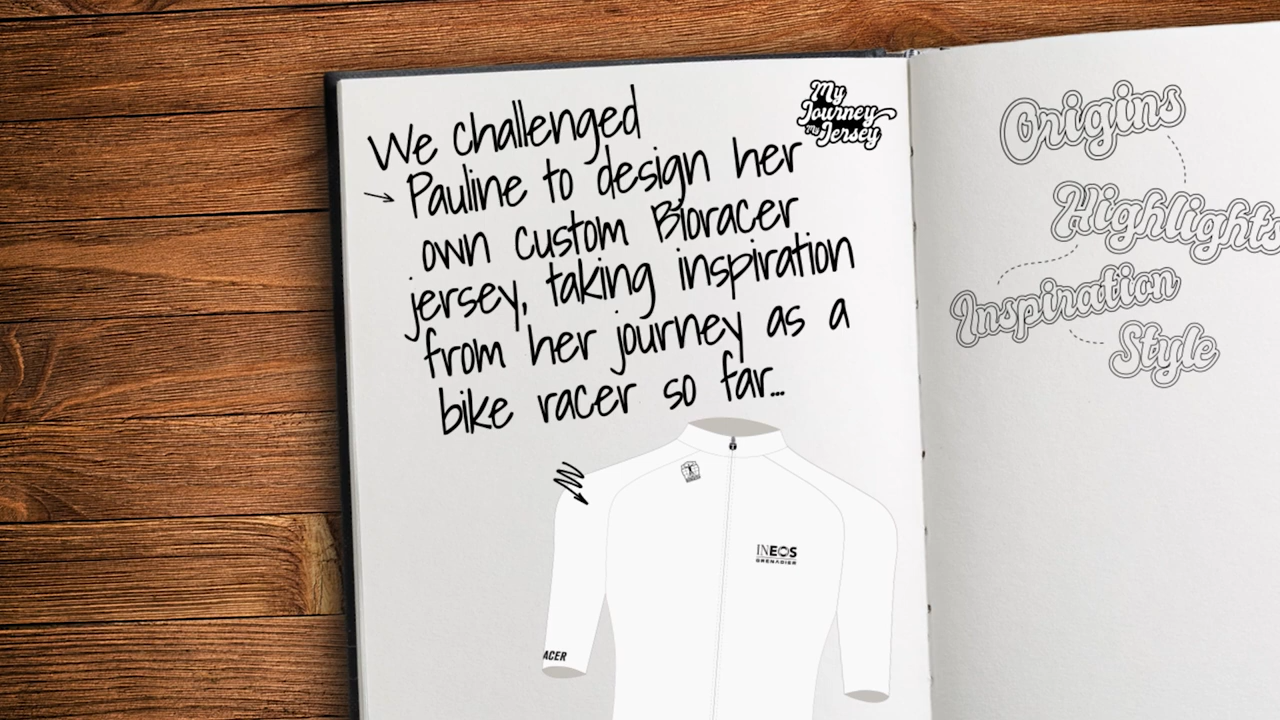 We challenged
Pauline to design her
own custom Bioracer
jersey, taking inspiration
from her journey as a
bike racer so far...
My
Journey
My Jersey
INEOS
GRENADIER
ACER
Origins
Highlights
Inspiration
Style